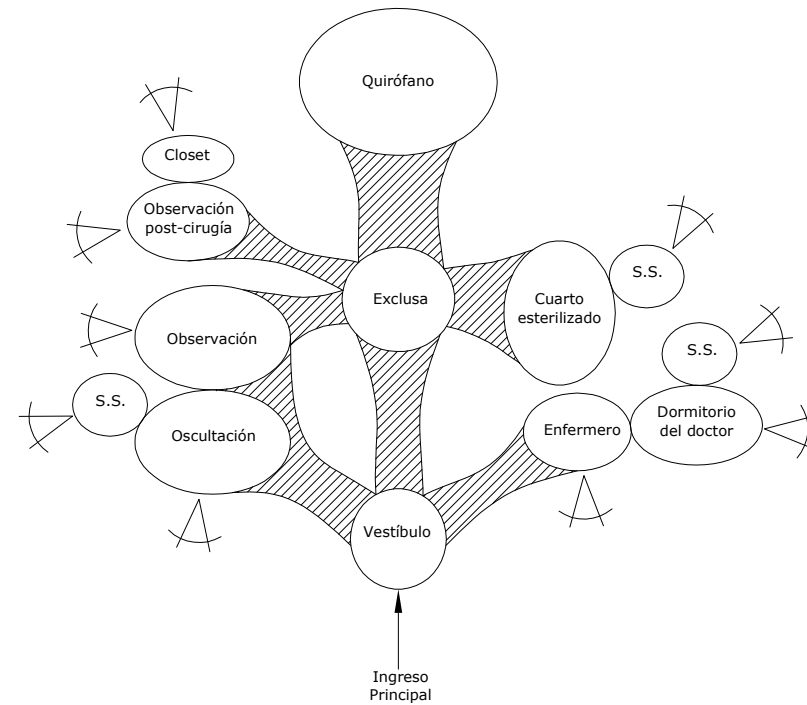 Quirófano
Closet
Observación
post-cirugía
Exclusa
Cuarto
esterilizado
S.S.
Observación
S.S.
S.S.
Oscultación
Enfermero
Dormitorio
del doctor
Vestíbulo
Ingreso
Principal